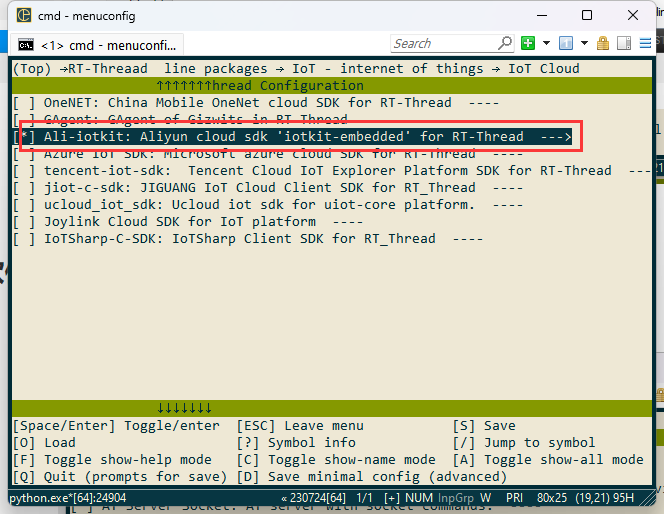 cmd - menuconfig
<1> cmd - menuconfi...
Search
(Top) →RT-Threaad  line packages → IoT - internet of things → IoT Cloud
↑↑↑↑↑↑↑hread Configuration
[ ] OneNET: China Mobile OneNet cloud SDK for RT-Thread  ----
[ ] GAgent: GAgent of Gizwits in RT-Thread
[*] Ali-iotkit: Aliyun cloud sdk 'iotkit-embedded' for RT-Thread  --->
[ ] Azure IoT SDK: Microsoft azure cloud SDK for RT-Thread  ----
[ ] tencent-iot-sdk:  Tencent Cloud IoT Explorer Platform SDK for RT-Thread  ---
[ ] jiot-c-sdk: JIGUANG IoT Cloud Client SDK for RT_Thread  ----
[ ] ucloud_iot_sdk: Ucloud iot sdk for uiot-core platform.  ----
[ ] Joylink Cloud SDK for IoT platform  ----
[ ] IoTSharp-C-SDK: IoTSharp Client SDK for RT_Thread  ----
↓↓↓↓↓↓↓
[Space/Enter] Toggle/enter  [ESC] Leave menu  [S] Save
[O] Load  [?] Symbol info  [/] Jump to symbol
[F] Toggle show-help mode  [C] Toggle show-name mode  [A] Toggle show-all mode
[Q] Quit (prompts for save)  [D] Save minimal config (advanced)
python.exe*[64]:24904  « 230724[64]  1/1  [+] NUM  InpGrp  W  PRI  80x25  (19,21) 95H